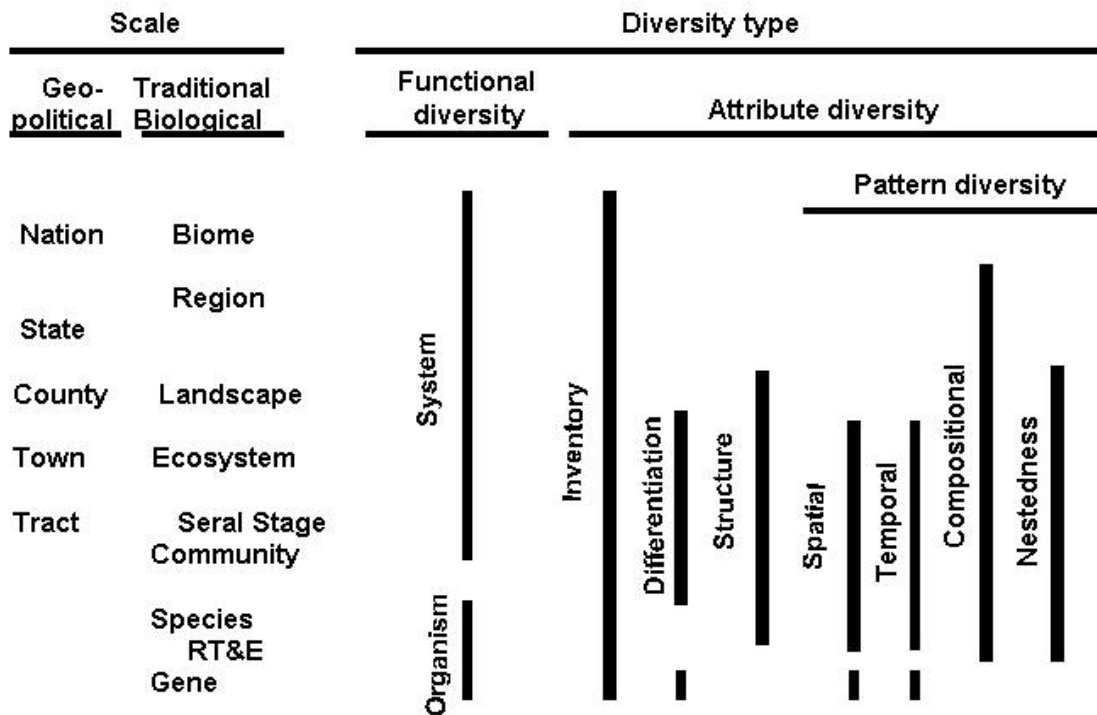 Scale
Diversity type
Geo-
political
Traditional
Biological
Functional
diversity
Attribute diversity
Pattern diversity
Nation
Biome
Region
State
County
Landscape
Town
Ecosystem
Tract
Seral Stage
Community
Species
RT&E
Gene
System
Organism
Inventory
Differentiation
Structure
Spatial
Temporal
Compositional
Nestedness